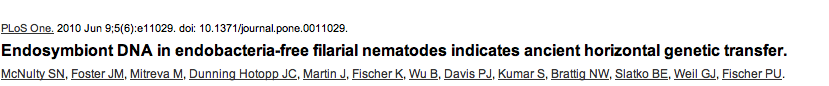 PLoS One. 2010 Jun 9;5(6):e11029. doi: 10.1371/journal.pone.0011029.
Endosymbiont DNA in endobacteria-free filarial nematodes indicates ancient horizontal genetic transfer.
McNulty SN, Foster JM, Mitreva M, Dunning Hotopp JC, Martin J, Fischer K, Wu B, Davis PJ, Kumar S, Brattig NW, Slatko BE, Weil GJ, Fischer PU.